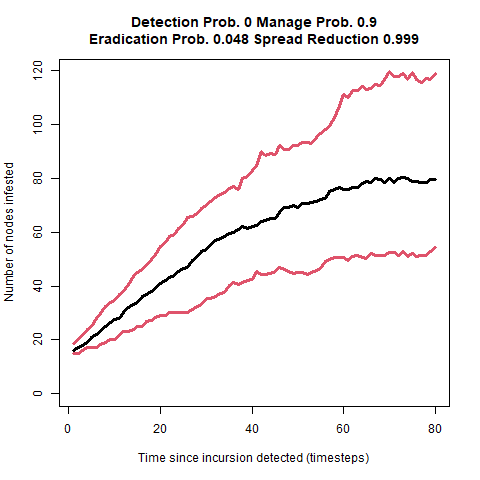 Detection Prob. 0 Manage Prob. 0.9
Eradication Prob. 0.048 Spread Reduction 0.999
120
100
80
60
40
20
0
Number of nodes infested
0 20 40 60 80
Time since incursion detected (timesteps)